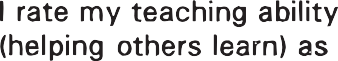 I rate my teaching ability
(helping others learn) as